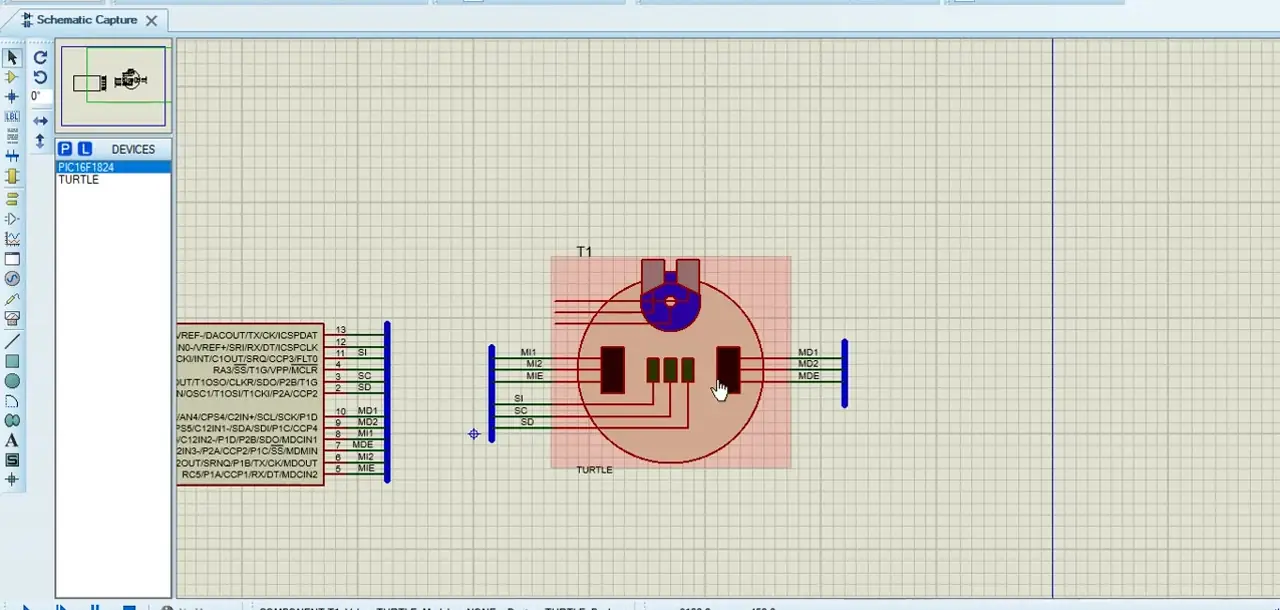 Schematic Capture
0°
LBL
P L DEVICES
PIC16F1824
TURTLE
T1
VREF-/DACOUT/TX/CK/ICSPDAT 13
N0-/VREF+/SRI/RX/DT/ICSPCLK 12
CKI/INT/C1OUT/SRQ/CCP3/FLT0 11 SI
RA3/SS/T1G/VPP/MCLR 4
OUT/T1OSO/CLKR/SDO/P2B/T1G 3 SC
N/OSC1/T1OSI/T1CKI/P2A/CCP2 2 SD
/AN4/CPS4/C2IN+/SCL/SCK/P1D 10 MD1
PS5/C12IN1-/SDA/SDI/P1C/CCP4 9 MD2
C12IN2-/P1D/P2B/SDO/MDCIN1 8 MI1
2IN3-/P2A/CCP2/P1C/SS/MDMIN 7 MDE
2OUT/SRNQ/P1B/TX/CK/MDOUT 6 MI2
RC5/P1A/CCP1/RX/DT/MDCIN2 5 MIE
MI1
MI2
MIE
SI
SC
SD
MD1
MD2
MDE
TURTLE
A
S